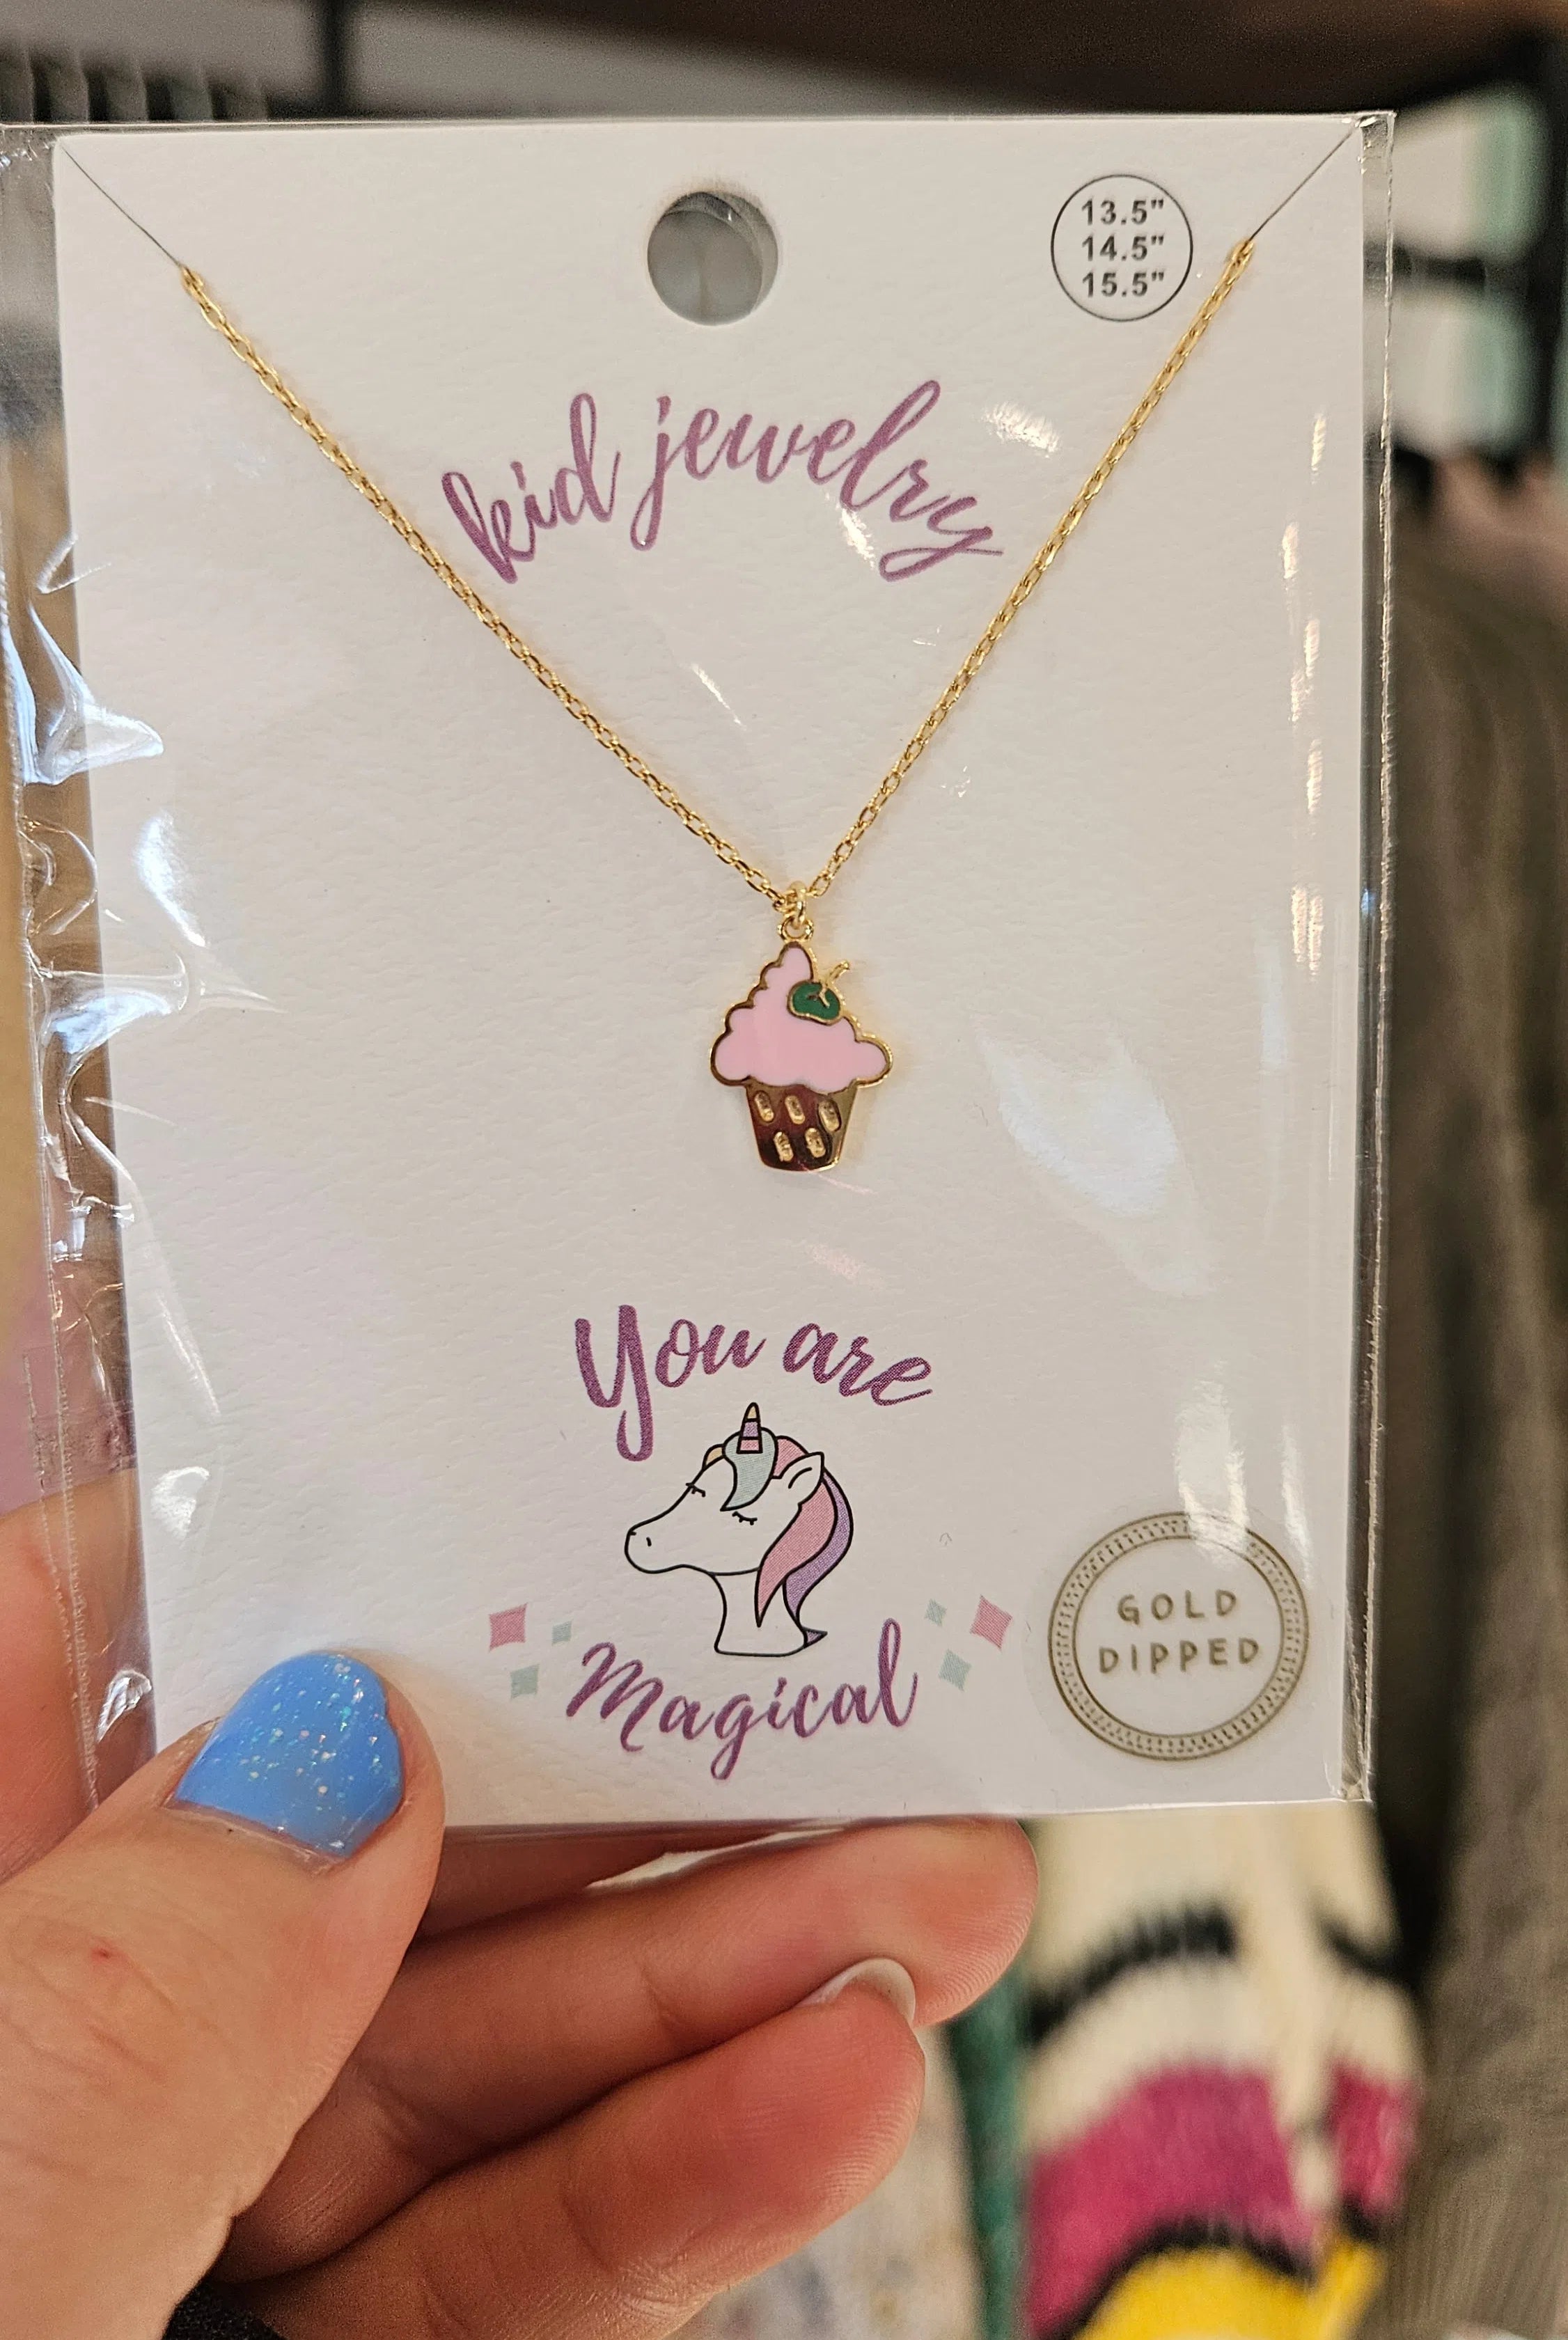 13.5"
14.5"
15.5"
kid jewelry
You are
Magical
GOLD
DIPPED